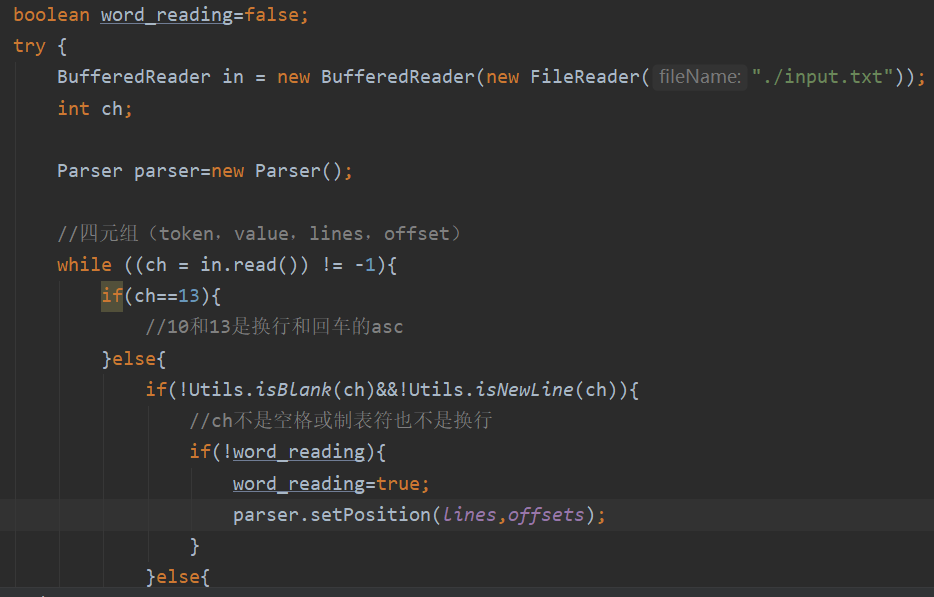 boolean word_reading=false;
try {
BufferedReader in = new BufferedReader(new FileReader( fileName: "./input.txt"));
int ch;
Parser parser=new Parser();
//四元组（token，value，lines，offset）
while ((ch = in.read()) != -1){
if(ch==13){
//10和13是换行和回车的asc
}else{
if(!Utils.isBlank(ch)&&!Utils.isNewLine(ch)){
//ch不是空格或制表符也不是换行
if(!word_reading){
word_reading=true;
parser.setPosition(lines,offsets);
}
}else{